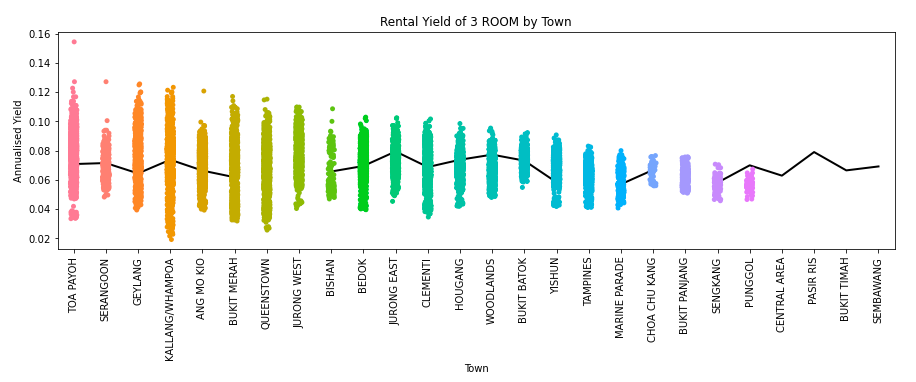 Rental Yield of 3 ROOM by Town
Annualised Yield
0.16
0.14
0.12
0.10
0.08
0.06
0.04
0.02
TOA PAYOH
SERANGOON
GEYLANG
KALLANG/WHAMPOA
ANG MO KIO
BUKIT MERAH
QUEENSTOWN
JURONG WEST
BISHAN
BEDOK
JURONG EAST
CLEMENTI
HOUGANG
WOODLANDS
BUKIT BATOK
YISHUN
TAMPINES
MARINE PARADE
CHOA CHU KANG
BUKIT PANJANG
SENGKANG
PUNGGOL
CENTRAL AREA
PASIR RIS
BUKIT TIMAH
SEMBAWANG
Town